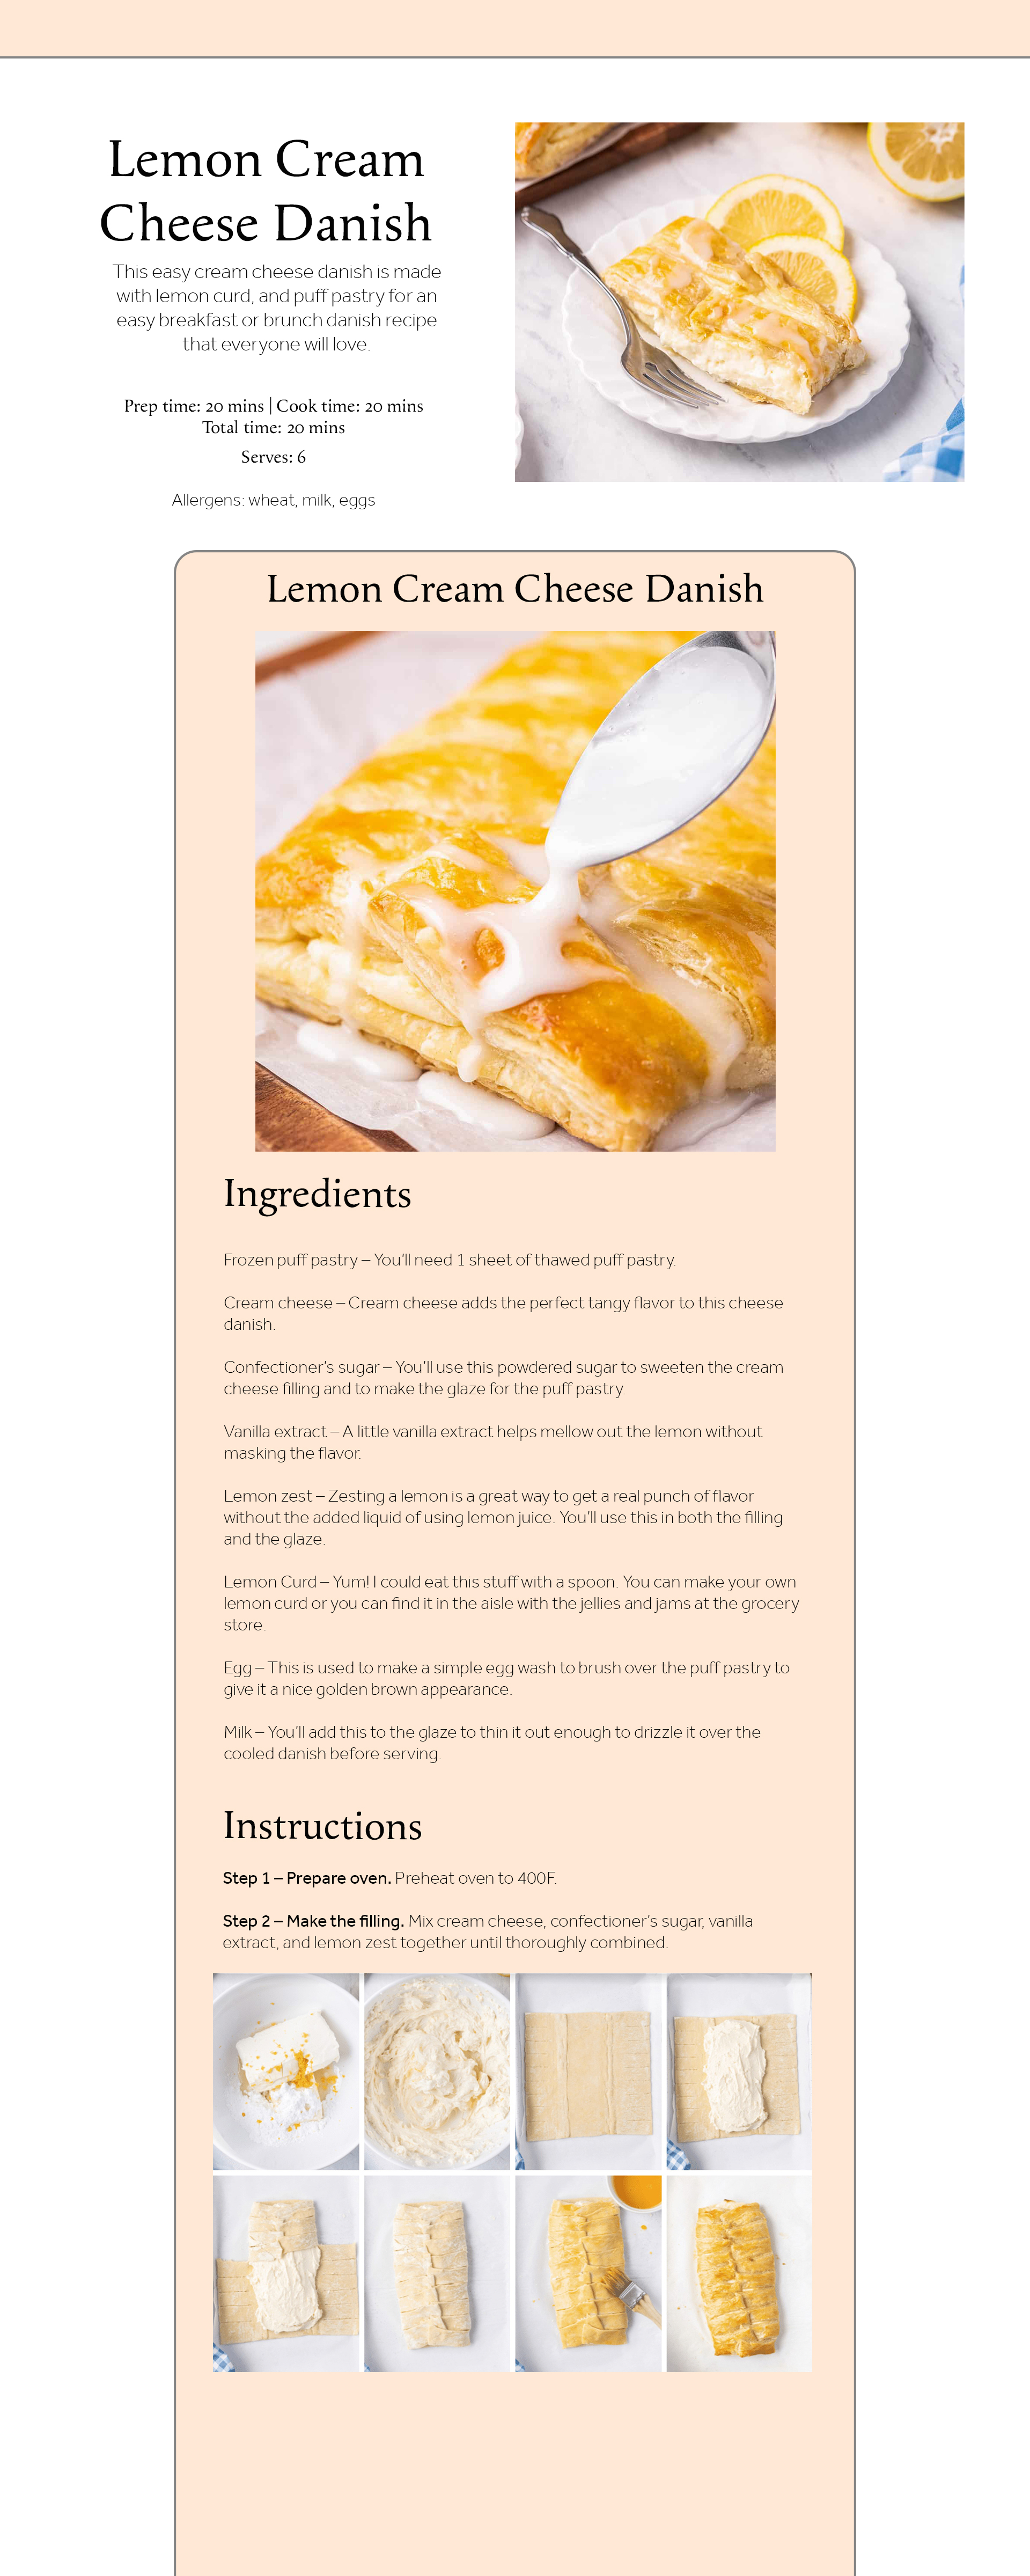 Lemon Cream
Cheese Danish
This easy cream cheese danish is made
with lemon curd, and puff pastry for an
easy breakfast or brunch danish recipe
that everyone will love.
Prep time: 20 mins | Cook time: 20 mins
Total time: 20 mins
Serves: 6
Allergens: wheat, milk, eggs
Lemon Cream Cheese Danish
Ingredients
Frozen puff pastry – You'll need 1 sheet of thawed puff pastry.
Cream cheese – Cream cheese adds the perfect tangy flavor to this cheese
danish.
Confectioner's sugar – You'll use this powdered sugar to sweeten the cream
cheese filling and to make the glaze for the puff pastry.
Vanilla extract – A little vanilla extract helps mellow out the lemon without
masking the flavor.
Lemon zest – Zesting a lemon is a great way to get a real punch of flavor
without the added liquid of using lemon juice. You'll use this in both the filling
and the glaze.
Lemon Curd – Yum! I could eat this stuff with a spoon. You can make your own
lemon curd or you can find it in the aisle with the jellies and jams at the grocery
store.
Egg – This is used to make a simple egg wash to brush over the puff pastry to
give it a nice golden brown appearance.
Milk – You'll add this to the glaze to thin it out enough to drizzle it over the
cooled danish before serving.
Instructions
Step 1 – Prepare oven. Preheat oven to 400F.
Step 2 – Make the filling. Mix cream cheese, confectioner's sugar, vanilla
extract, and lemon zest together until thoroughly combined.